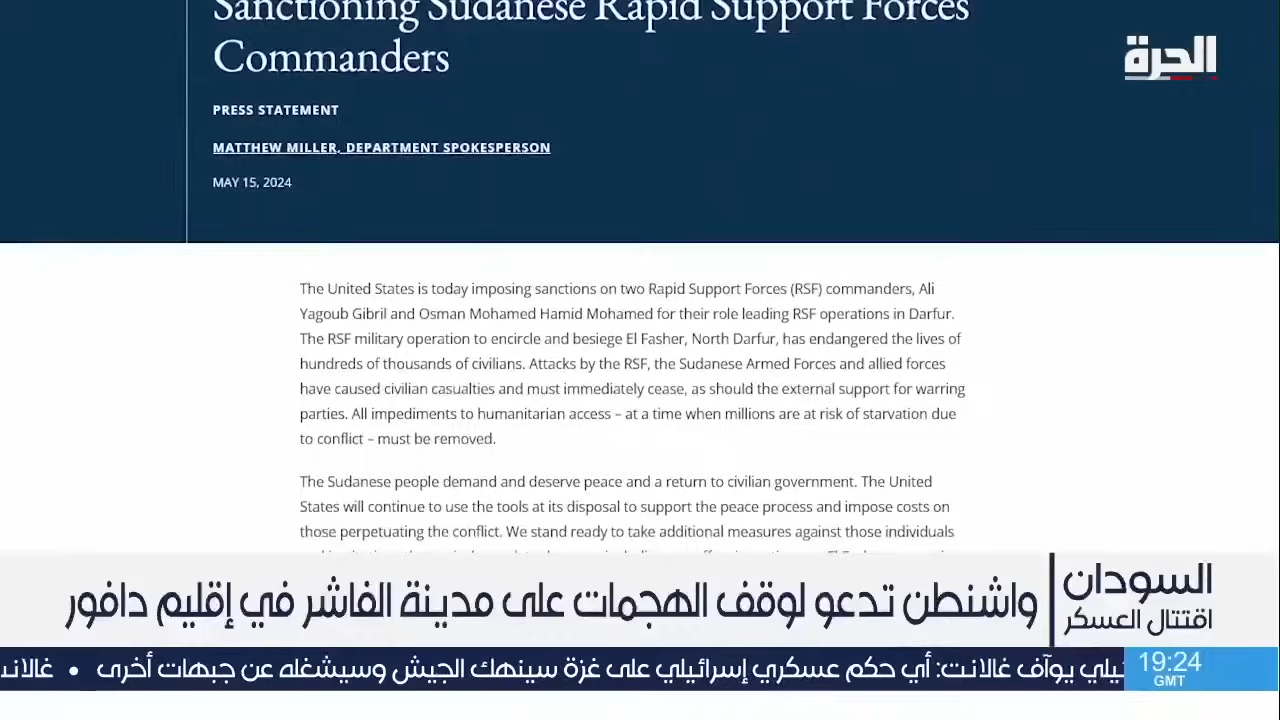 Sanctioning Sudanese Rapid Support Forces
Commanders
الحرة
PRESS STATEMENT
MATTHEW MILLER, DEPARTMENT SPOKESPERSON
MAY 15, 2024
The United States is today imposing sanctions on two Rapid Support Forces (RSF) commanders, Ali
Yagoub Gibril and Osman Mohamed Hamid Mohamed for their role leading RSF operations in Darfur.
The RSF military operation to encircle and besiege El Fasher, North Darfur, has endangered the lives of
hundreds of thousands of civilians. Attacks by the RSF, the Sudanese Armed Forces and allied forces
have caused civilian casualties and must immediately cease, as should the external support for warring
parties. All impediments to humanitarian access – at a time when millions are at risk of starvation due
to conflict – must be removed.
The Sudanese people demand and deserve peace and a return to civilian government. The United
States will continue to use the tools at its disposal to support the peace process and impose costs on
those perpetuating the conflict. We stand ready to take additional measures against those individuals
السودان
اقتتال العسكر
واشنطن تدعو لوقف الهجمات على مدينة الفاشر في إقليم دافور
يوآف غالانت: أي حكم عسكري إسرائيلي على غزة سينهك الجيش وسيشغله عن جبهات أخرى •
19:24
GMT